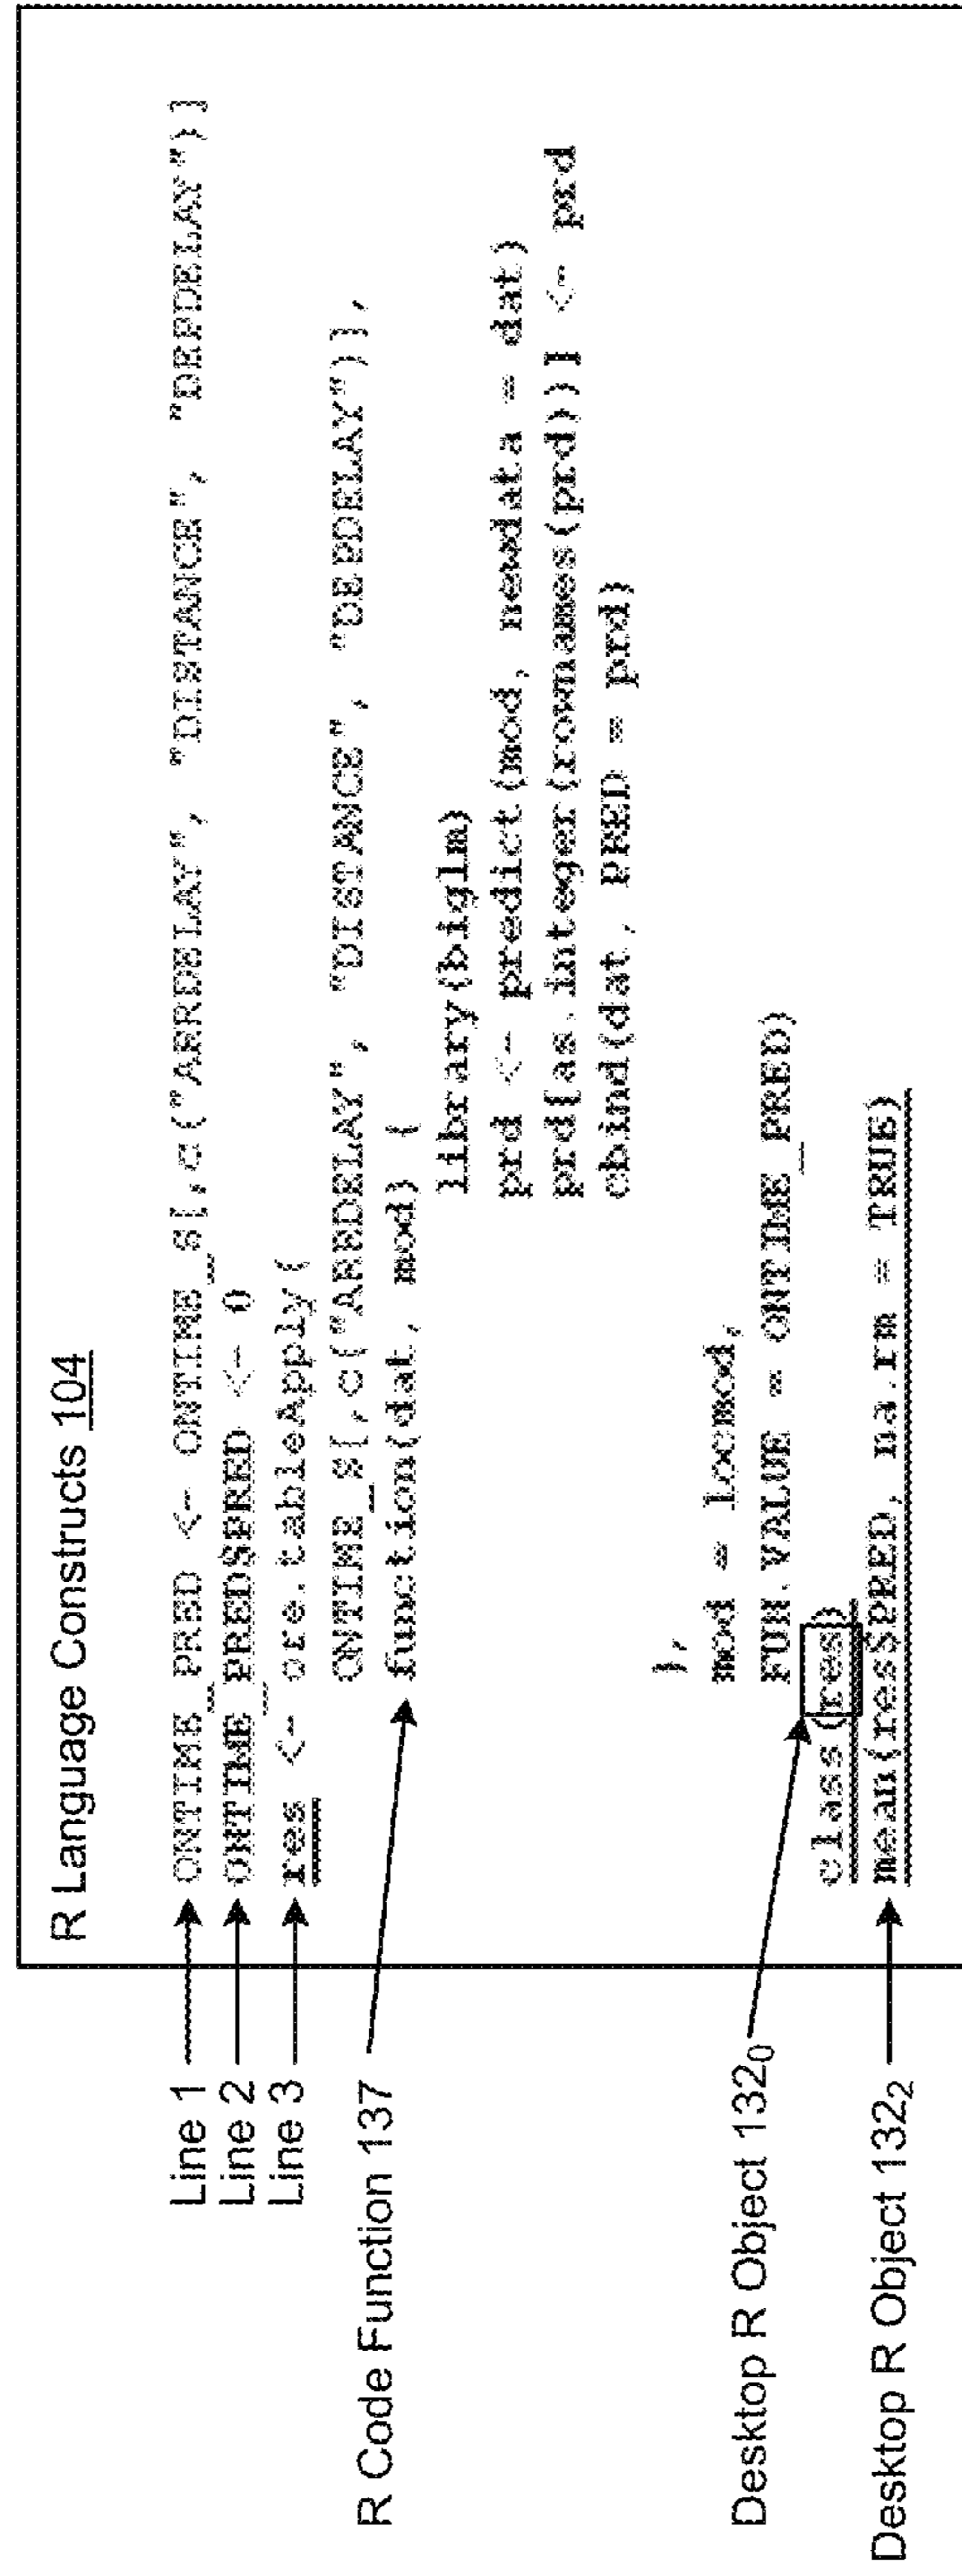 R Language Constructs 104
Line 1
ONTIME_PRED <- ONTIME_S[,c("ARRDELAY", "DISTANCE", "DEPDELAY")]
Line 2
ONTIME_PRED$PRED <- 0
Line 3
res <- ore.tableApply(
ONTIME_S[,c("ARRDELAY", "DISTANCE", "DEPDELAY")],
R Code Function 137
function(dat, mod) {
library(biglm)
prd <- predict(mod, newdata = dat)
prd[as.integer(rownames(prd))] <- prd
cbind(dat, PRED = prd)
},
mod = locmod,
FUN.VALUE = ONTIME_PRED)
Desktop R Object 132₀
class(res)
Desktop R Object 132₂
mean(res$PRED, na.rm = TRUE)